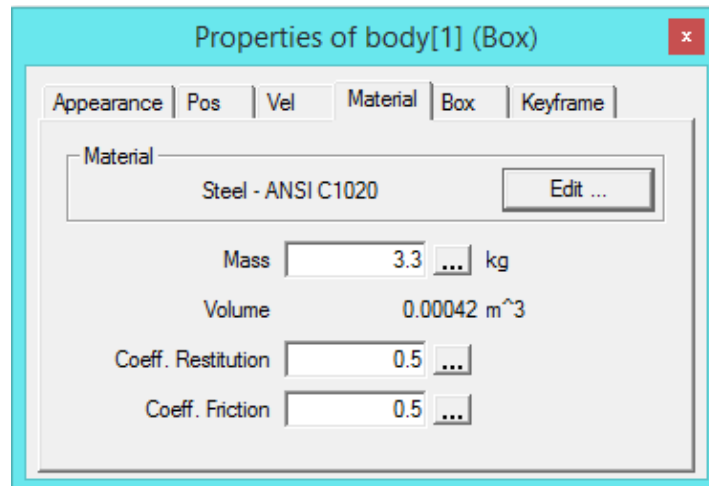 Properties of body[1] (Box)
x
Appearance Pos Vel Material Box Keyframe
Material
Steel - ANSI C1020 Edit ...
Mass 3.3 ... kg
Volume 0.00042 m^3
Coeff. Restitution 0.5 ...
Coeff. Friction 0.5 ...